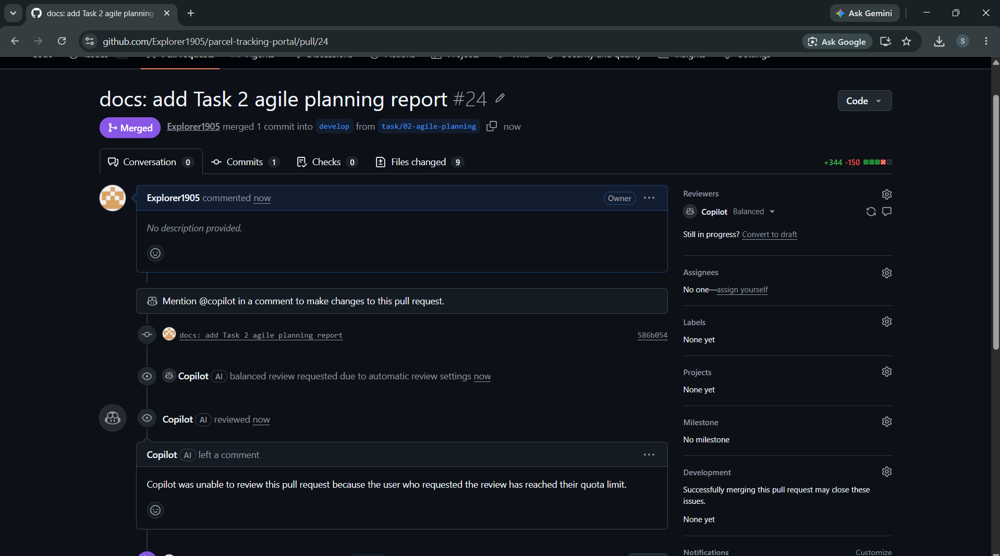 docs: add Task 2 agile planning
Ask Gemini
github.com/Explorer1905/parcel-tracking-portal/pull/24
Ask Google
S
docs: add Task 2 agile planning report #24
Code
Merged
Explorer1905 merged 1 commit into develop from task/02-agile-planning now
Conversation 0
Commits 1
Checks 0
Files changed 9
+344 -150
Explorer1905 commented now
Owner
No description provided.
Mention @copilot in a comment to make changes to this pull request.
docs: add Task 2 agile planning report
586b054
Copilot AI balanced review requested due to automatic review settings now
Copilot AI reviewed now
Copilot AI left a comment
Copilot was unable to review this pull request because the user who requested the review has reached their quota limit.
Reviewers
Copilot Balanced
Still in progress? Convert to draft
Assignees
No one—assign yourself
Labels
None yet
Projects
None yet
Milestone
No milestone
Development
Successfully merging this pull request may close these
issues.
None yet
Notifications
Customize